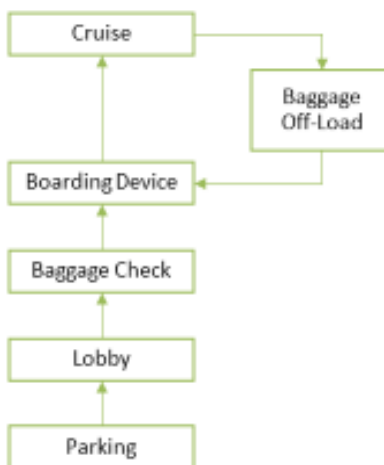 Cruise
Baggage
Off-Load
Boarding Device
Baggage Check
Lobby
Parking